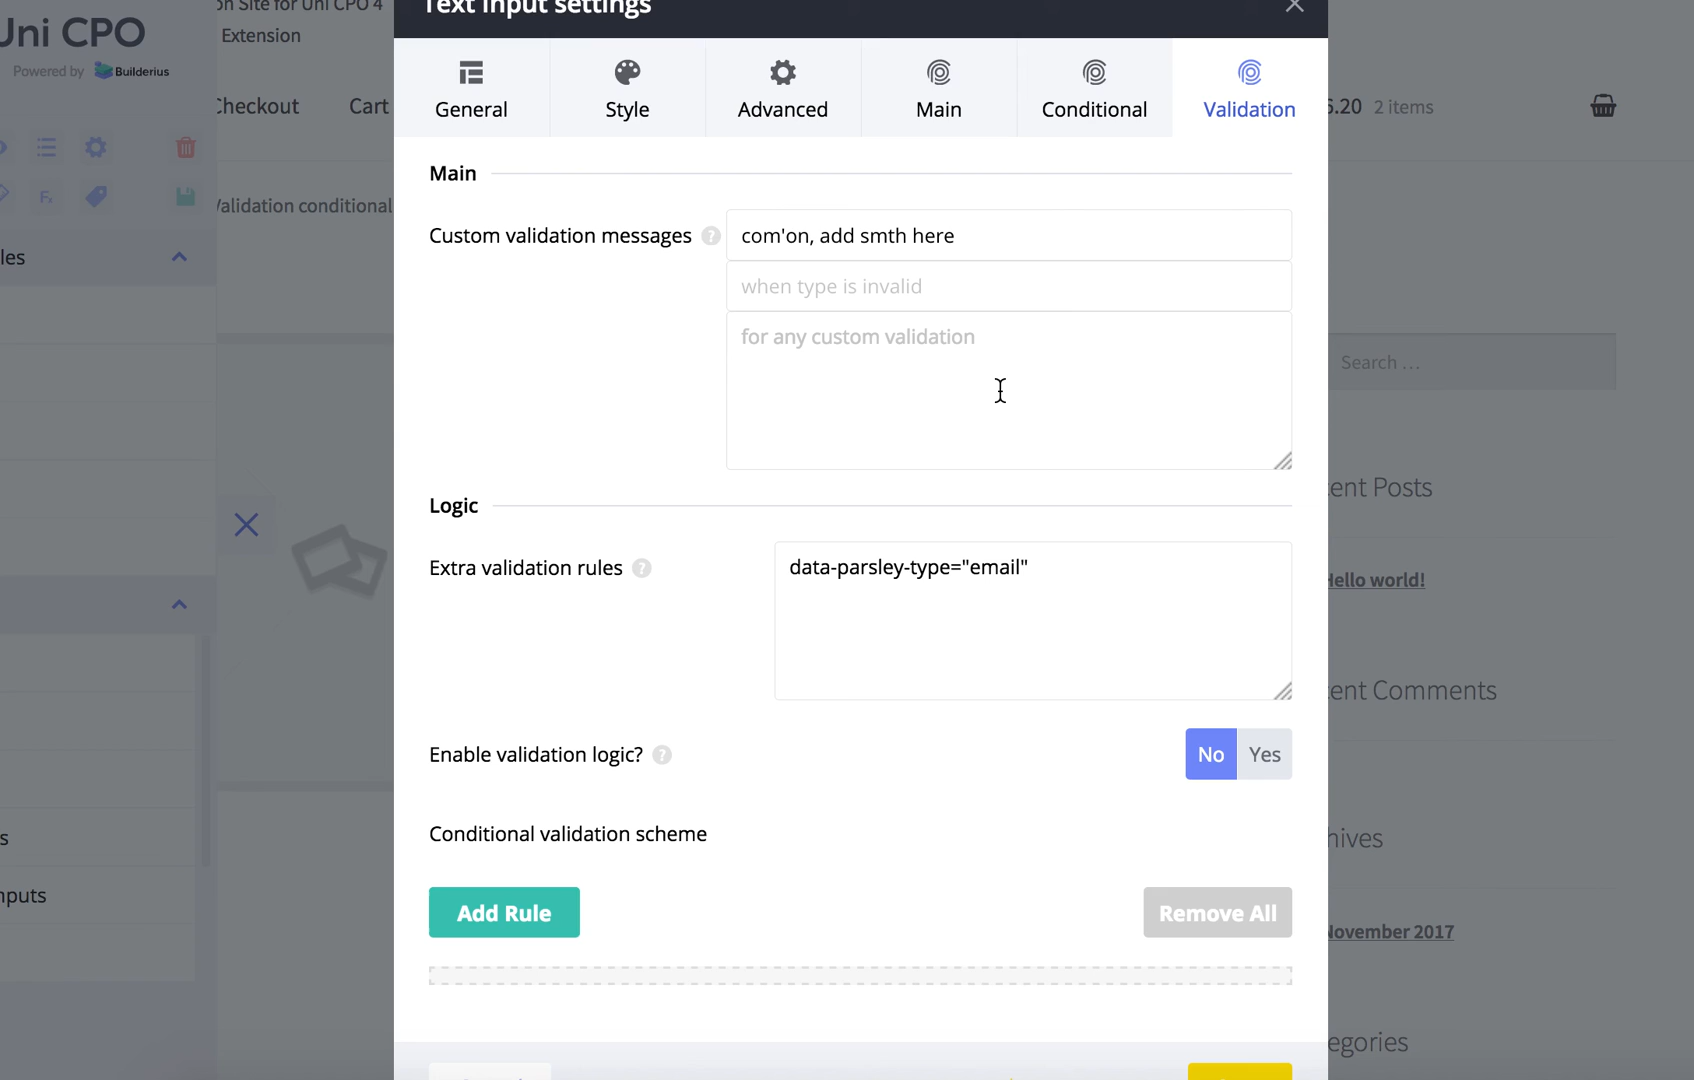 Text input settings
Uni CPO
Powered by Builderius
on Site for Uni CPO 4
Extension
Checkout Cart
6.20 2 items
General Style Advanced Main Conditional Validation
Main
Validation conditional
Custom validation messages ? com'on, add smth here
les
when type is invalid
for any custom validation
Search ...
Logic
cent Posts
Extra validation rules ? data-parsley-type="email"
Hello world!
cent Comments
Enable validation logic? ? No Yes
Conditional validation scheme
s
hives
nputs
Add Rule Remove All
November 2017
egories